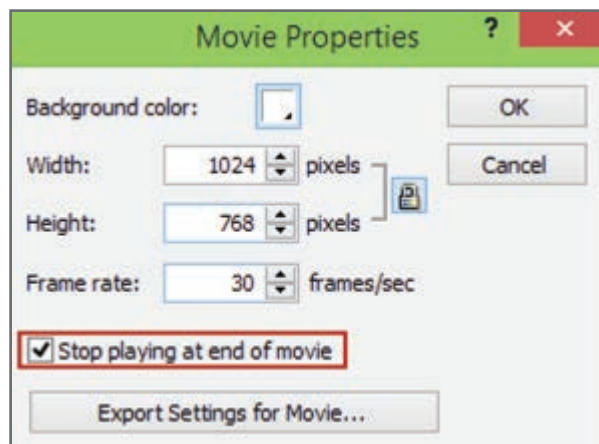 Movie Properties ? ×
Background color: OK
Width: 1024 pixels Cancel
Height: 768 pixels
Frame rate: 30 frames/sec
Stop playing at end of movie
Export Settings for Movie...